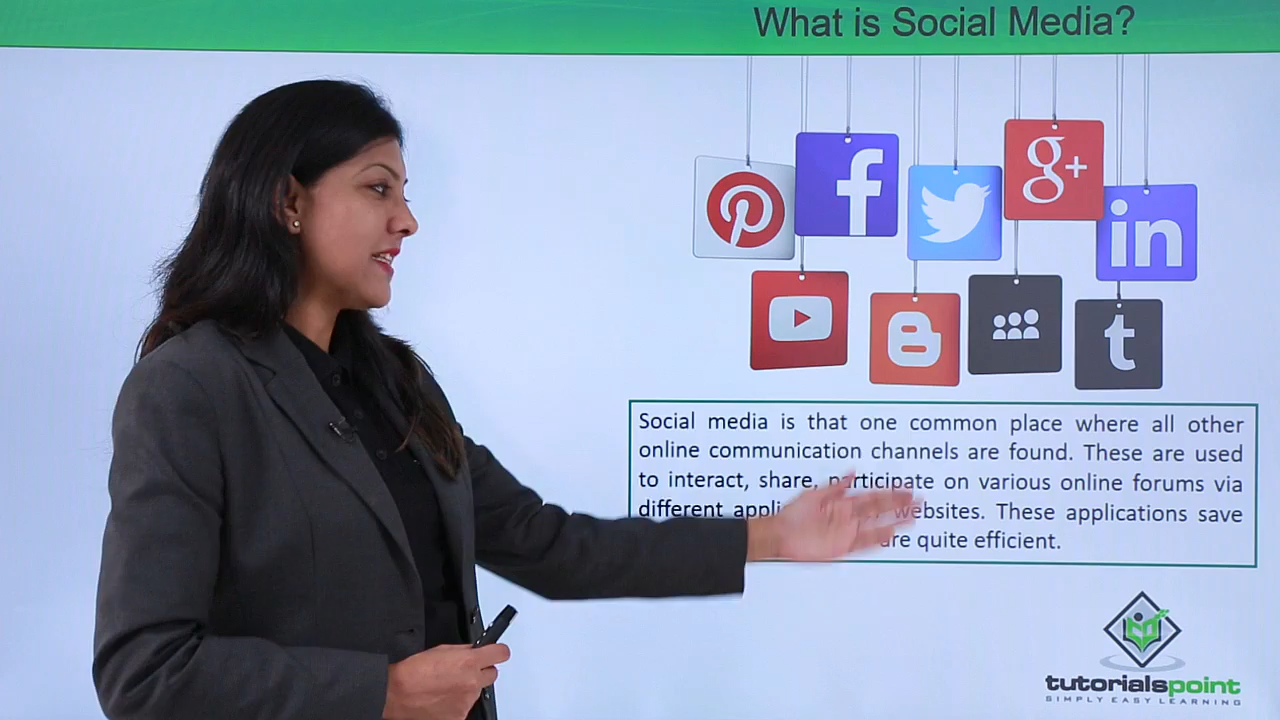 What is Social Media?
g+
in
Social media is that one common place where all other
online communication channels are found. These are used
to interact, share, participate on various online forums via
different websites. These applications save
are quite efficient.
tutorialspoint
SIMPLY EASY LEARNING